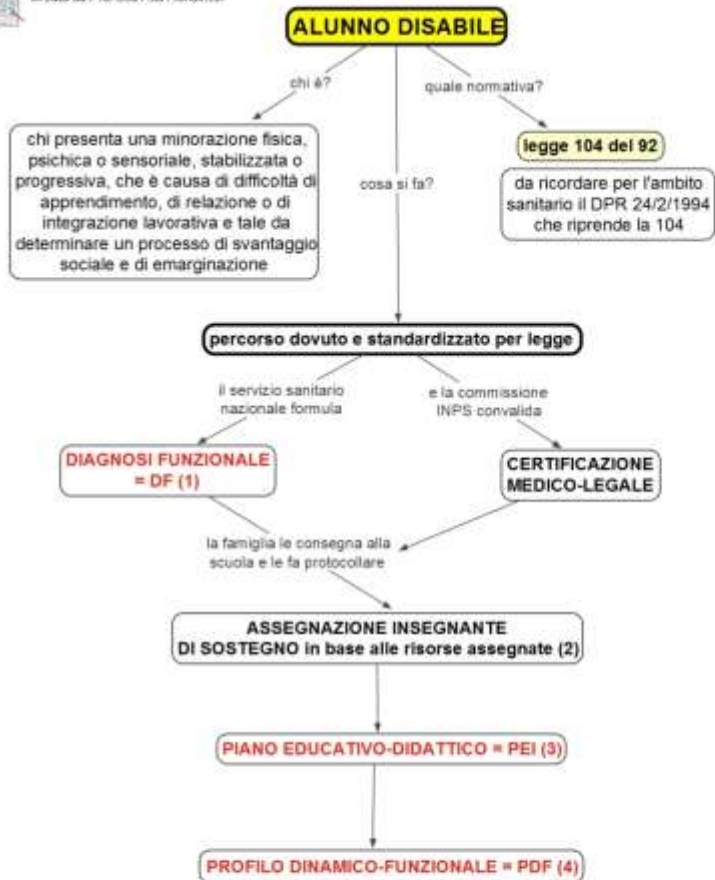 ALUNNO DISABILE
chi è?
quale normativa?
chi presenta una minorazione fisica,
psichica o sensoriale, stabilizzata o
progressiva, che è causa di difficoltà di
apprendimento, di relazione o di
integrazione lavorativa e tale da
determinare un processo di svantaggio
sociale e di emarginazione
cosa si fa?
legge 104 del 92
da ricordare per l'ambito
sanitario il DPR 24/2/1994
che riprende la 104
percorso dovuto e standardizzato per legge
il servizio sanitario
nazionale formula
e la commissione
INPS convalida
DIAGNOSI FUNZIONALE
= DF (1)
CERTIFICAZIONE
MEDICO-LEGALE
la famiglia le consegna alla
scuola e le fa protocollare
ASSEGNAZIONE INSEGNANTE
DI SOSTEGNO in base alle risorse assegnate (2)
PIANO EDUCATIVO-DIDATTICO = PEI (3)
PROFILO DINAMICO-FUNZIONALE = PDF (4)